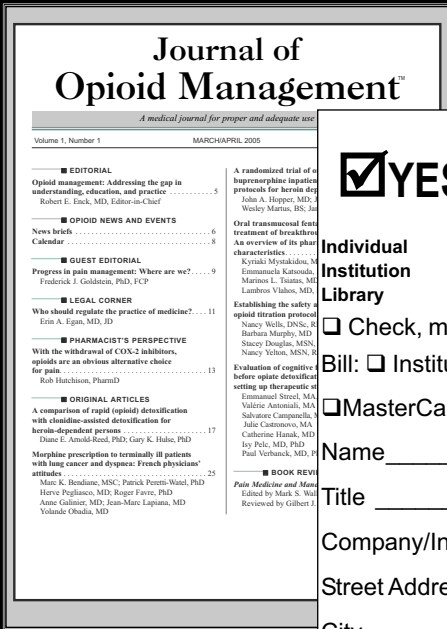 Journal of
Opioid Management™
A medical journal for proper and adequate use
Volume 1, Number 1 MARCH/APRIL 2005
■ EDITORIAL
Opioid management: Addressing the gap in
understanding, education, and practice . . . . . . . . . . . 5
Robert E. Enck, MD, Editor-in-Chief
■ OPIOID NEWS AND EVENTS
News briefs . . . . . . . . . . . . . . . . . . . . . . . . . . . . . . . . . 6
Calendar . . . . . . . . . . . . . . . . . . . . . . . . . . . . . . . . . . . 8
■ GUEST EDITORIAL
Progress in pain management: Where are we? . . . . . 9
Frederick J. Goldstein, PhD, FCP
■ LEGAL CORNER
Who should regulate the practice of medicine? . . . . 11
Erin A. Egan, MD, JD
■ PHARMACIST'S PERSPECTIVE
With the withdrawal of COX-2 inhibitors,
opioids are an obvious alternative choice
for pain . . . . . . . . . . . . . . . . . . . . . . . . . . . . . . . . . . . 13
Rob Hutchison, PharmD
■ ORIGINAL ARTICLES
A comparison of rapid (opioid) detoxification
with clonidine-assisted detoxification for
heroin-dependent persons . . . . . . . . . . . . . . . . . . . . 17
Diane E. Arnold-Reed, PhD; Gary K. Hulse, PhD
Morphine prescription to terminally ill patients
with lung cancer and dyspnea: French physicians'
attitudes . . . . . . . . . . . . . . . . . . . . . . . . . . . . . . . . . . 25
Marc K. Bendiane, MSC; Patrick Peretti-Watel, PhD
Herve Pegliasco, MD; Roger Favre, PhD
Anne Galinier, MD; Jean-Marc Lapiana, MD
Yolande Obadia, MD
A randomized trial of o
buprenorphine inpatien
protocols for heroin dep
John A. Hopper, MD; J
Wesley Martus, BS; Ja
Oral transmucosal fenta
treatment of breakthrou
An overview of its phar
characteristics . . . . . . . . 
Kyriaki Mystakidou, M
Emmanuela Katsouda,
Marinos L. Tsiatas, MD
Lambros Vlahos, MD,
Establishing the safety a
opioid titration protocol
Nancy Wells, DNSc, R
Barbara Murphy, MD
Stacey Douglas, MSN,
Nancy Yelton, MSN, R
Evaluation of cognitive f
before opiate detoxificat
setting up therapeutic st
Emmanuel Streel, MA,
Valérie Antoniali, MA
Salvatore Campanella, M
Julie Castronovo, MA
Catherine Hanak, MD
Isy Pelc, MD, PhD
Paul Verbanck, MD, P
■ BOOK REVI
Pain Medicine and Mana
Edited by Mark S. Wall
Reviewed by Gilbert J.
☑YES
Individual
Institution
Library
❑ Check, m
Bill: ❑ Institu
❑MasterCa
Name
Title
Company/In
Street Addre
City